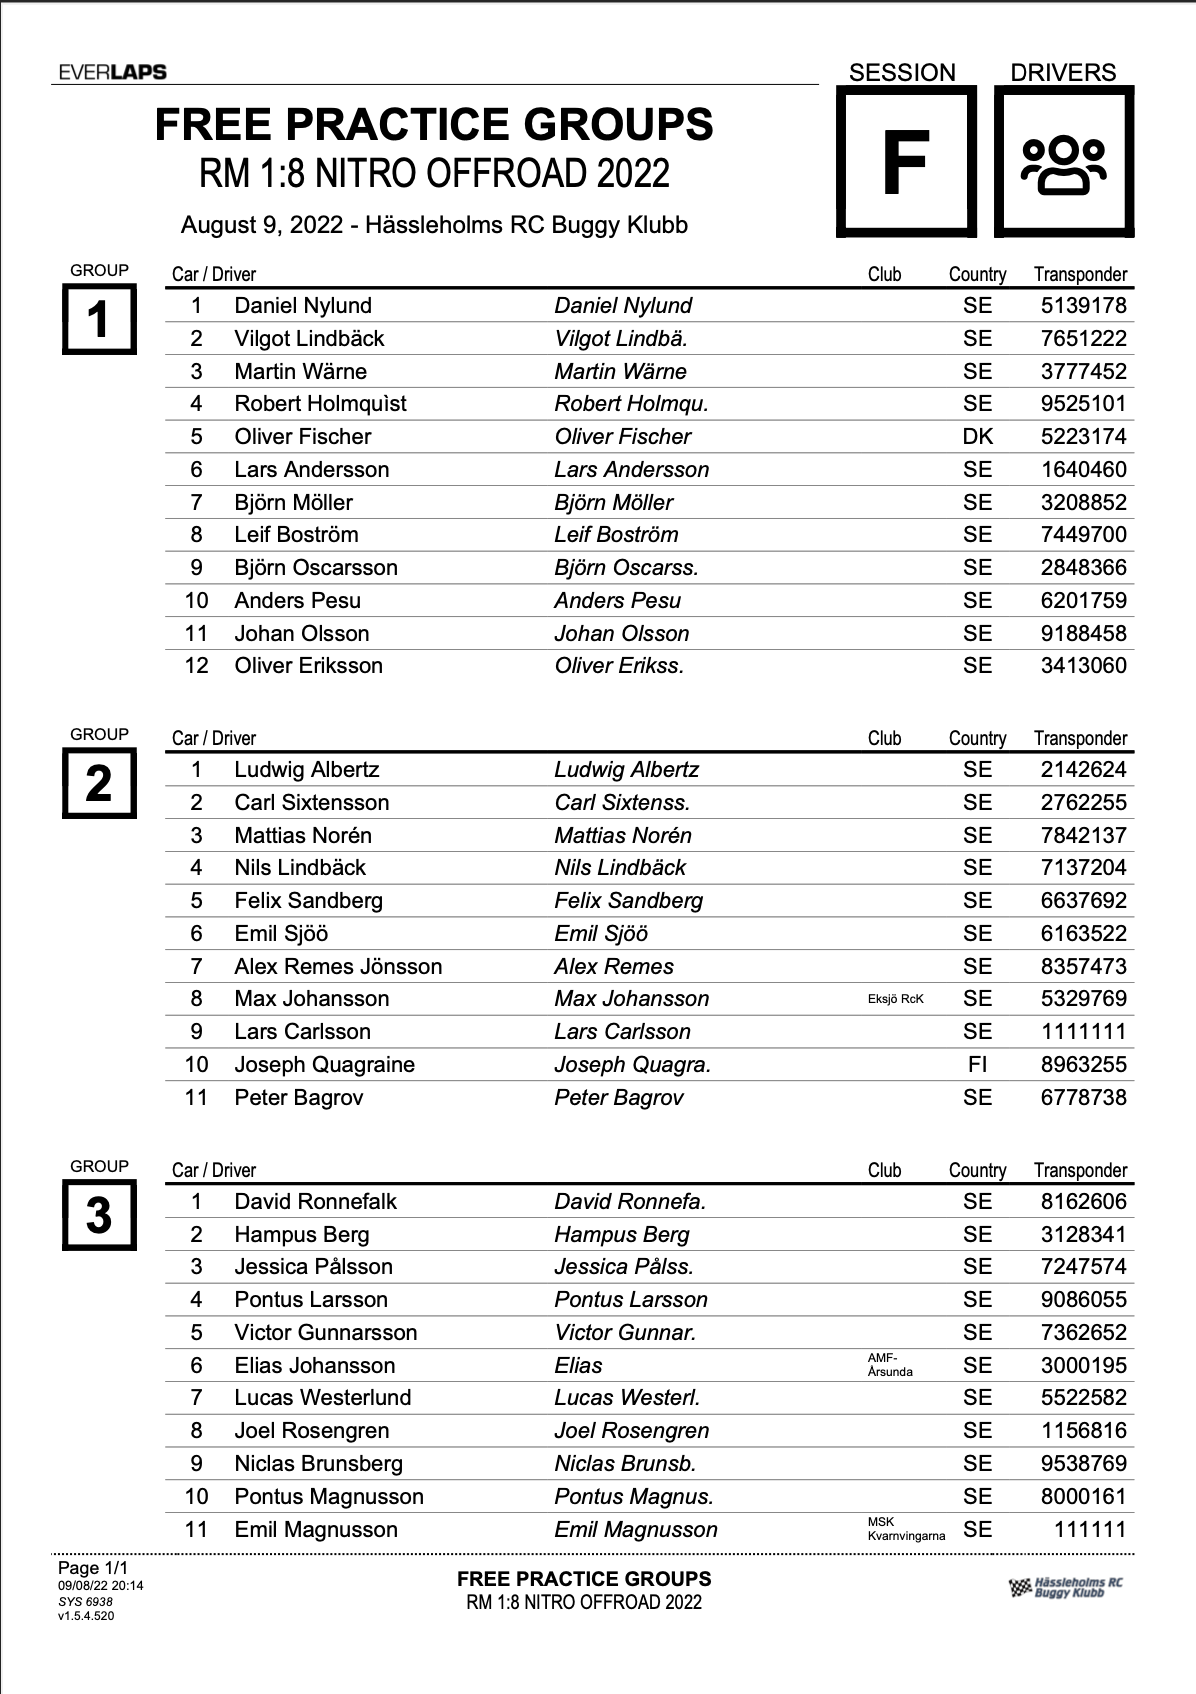 EVERLAPS
SESSION DRIVERS
FREE PRACTICE GROUPS
RM 1:8 NITRO OFFROAD 2022
August 9, 2022 - Hässleholms RC Buggy Klubb
F
GROUP
1
Car / Driver Club Country Transponder
1 Daniel Nylund Daniel Nylund SE 5139178
2 Vilgot Lindbäck Vilgot Lindbä. SE 7651222
3 Martin Wärne Martin Wärne SE 3777452
4 Robert Holmquìst Robert Holmqu. SE 9525101
5 Oliver Fischer Oliver Fischer DK 5223174
6 Lars Andersson Lars Andersson SE 1640460
7 Björn Möller Björn Möller SE 3208852
8 Leif Boström Leif Boström SE 7449700
9 Björn Oscarsson Björn Oscarss. SE 2848366
10 Anders Pesu Anders Pesu SE 6201759
11 Johan Olsson Johan Olsson SE 9188458
12 Oliver Eriksson Oliver Erikss. SE 3413060
GROUP
2
Car / Driver Club Country Transponder
1 Ludwig Albertz Ludwig Albertz SE 2142624
2 Carl Sixtensson Carl Sixtenss. SE 2762255
3 Mattias Norén Mattias Norén SE 7842137
4 Nils Lindbäck Nils Lindbäck SE 7137204
5 Felix Sandberg Felix Sandberg SE 6637692
6 Emil Sjöö Emil Sjöö SE 6163522
7 Alex Remes Jönsson Alex Remes SE 8357473
8 Max Johansson Max Johansson Eksjö RcK SE 5329769
9 Lars Carlsson Lars Carlsson SE 1111111
10 Joseph Quagraine Joseph Quagra. FI 8963255
11 Peter Bagrov Peter Bagrov SE 6778738
GROUP
3
Car / Driver Club Country Transponder
1 David Ronnefalk David Ronnefa. SE 8162606
2 Hampus Berg Hampus Berg SE 3128341
3 Jessica Pålsson Jessica Pålss. SE 7247574
4 Pontus Larsson Pontus Larsson SE 9086055
5 Victor Gunnarsson Victor Gunnar. SE 7362652
6 Elias Johansson Elias AMF-Årsunda SE 3000195
7 Lucas Westerlund Lucas Westerl. SE 5522582
8 Joel Rosengren Joel Rosengren SE 1156816
9 Niclas Brunsberg Niclas Brunsb. SE 9538769
10 Pontus Magnusson Pontus Magnus. SE 8000161
11 Emil Magnusson Emil Magnusson MSK Kvarnvingarna SE 111111
Page 1/1
09/08/22 20:14
SYS 6938
v1.5.4.520
FREE PRACTICE GROUPS
RM 1:8 NITRO OFFROAD 2022
Hässleholms RC
Buggy Klubb